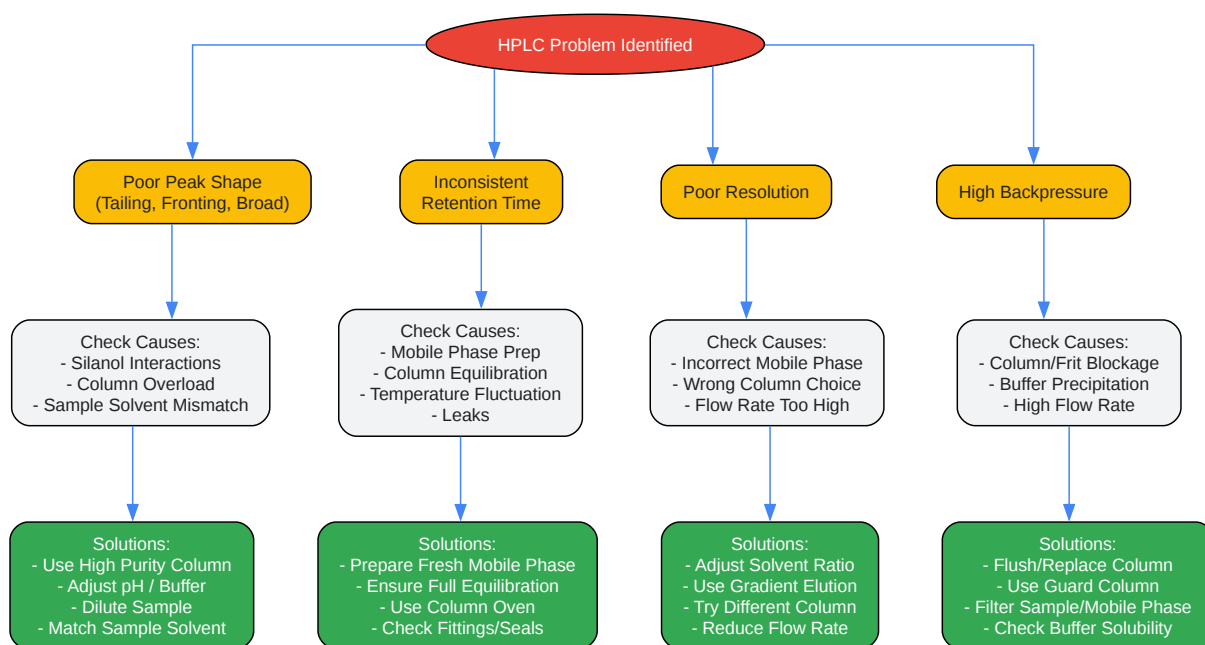 HPLC Problem Identified
Poor Peak Shape
(Tailing, Fronting, Broad)
Inconsistent
Retention Time
Poor Resolution
High Backpressure
Check Causes:
- Silanol Interactions
- Column Overload
- Sample Solvent Mismatch
Check Causes:
- Mobile Phase Prep
- Column Equilibration
- Temperature Fluctuation
- Leaks
Check Causes:
- Incorrect Mobile Phase
- Wrong Column Choice
- Flow Rate Too High
Check Causes:
- Column/Frit Blockage
- Buffer Precipitation
- High Flow Rate
Solutions:
- Use High Purity Column
- Adjust pH / Buffer
- Dilute Sample
- Match Sample Solvent
Solutions:
- Prepare Fresh Mobile Phase
- Ensure Full Equilibration
- Use Column Oven
- Check Fittings/Seals
Solutions:
- Adjust Solvent Ratio
- Use Gradient Elution
- Try Different Column
- Reduce Flow Rate
Solutions:
- Flush/Replace Column
- Use Guard Column
- Filter Sample/Mobile Phase
- Check Buffer Solubility